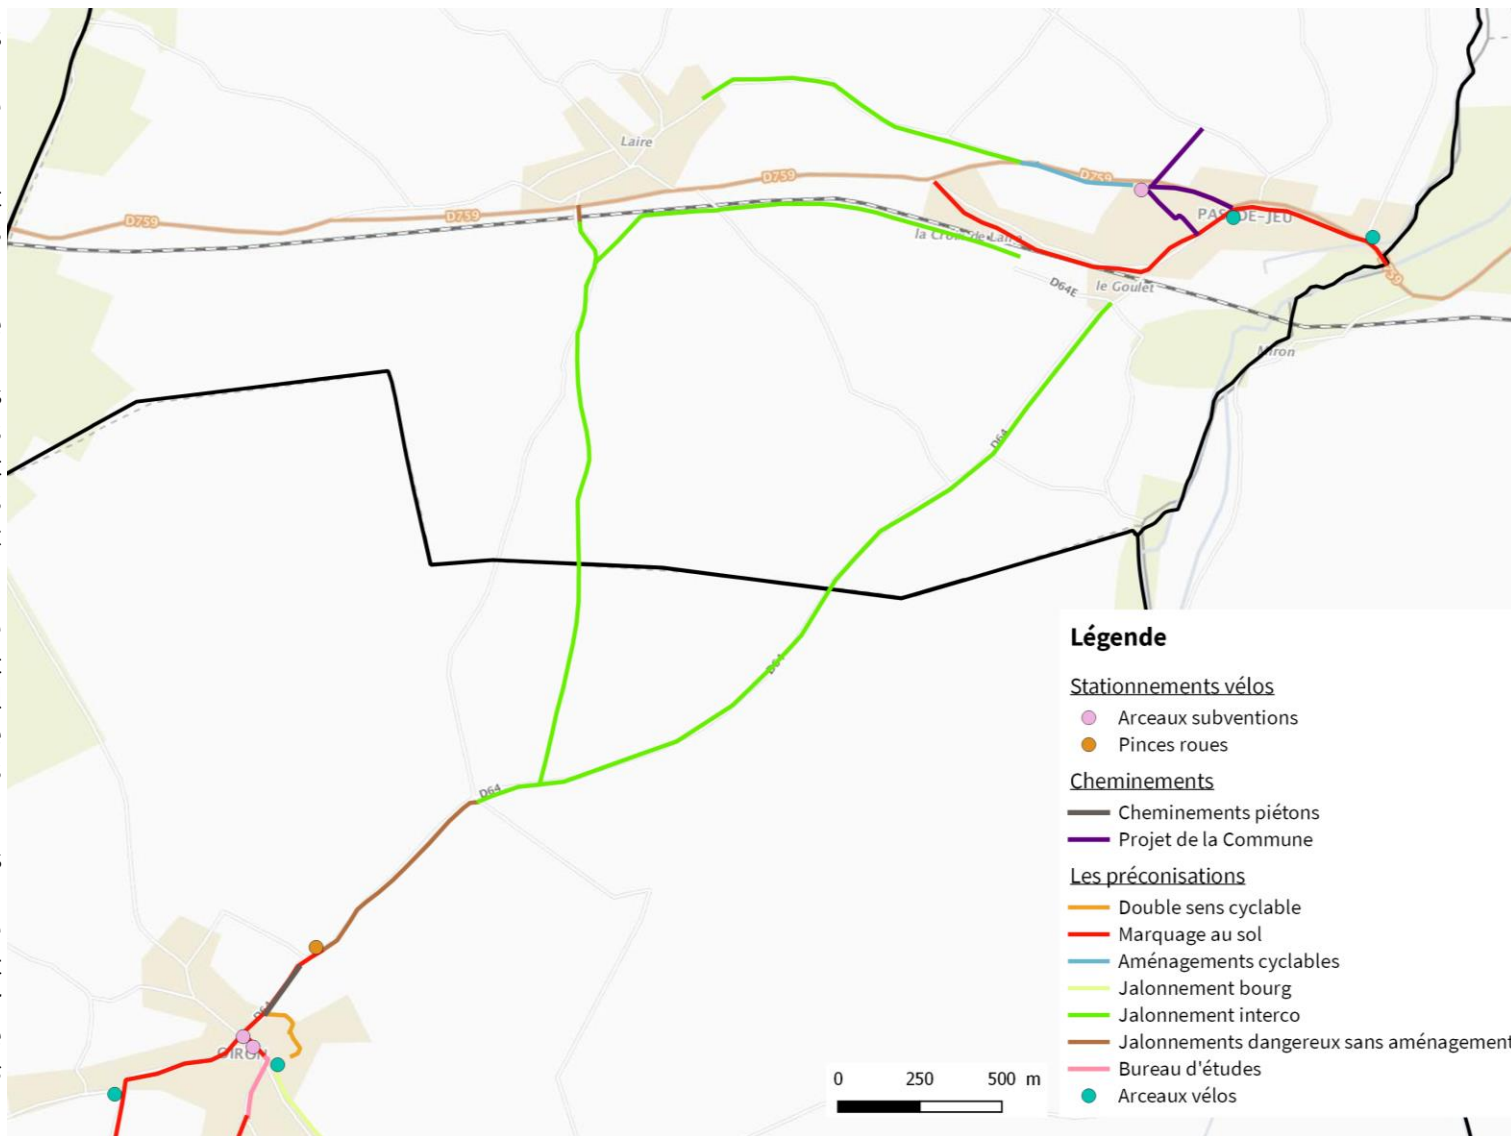 Laire
D759
D759
D759
D759
PAS-DE-JEU
la Croix de Laire
D64E
le Goulet
Miron
D64
D64
D64
D64
OIRON
Légende
Stationnements vélos
Arceaux subventions
Pinces roues
Cheminements
Cheminements piétons
Projet de la Commune
Les préconisations
Double sens cyclable
Marquage au sol
Aménagements cyclables
Jalonnement bourg
Jalonnement interco
Jalonnements dangereux sans aménagement
Bureau d'études
Arceaux vélos
0 250 500 m